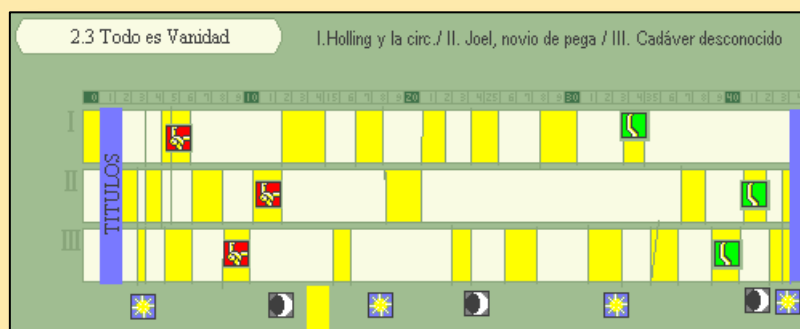 2.3 Todo es Vanidad
I.Holling y la circ./ II. Joel, novio de pega / III. Cadáver desconocido
0 1 2 3 4 5 6 7 8 9 10 1 2 3 4 15 6 7 8 9 20 1 2 3 4 25 6 7 8 9 30 1 2 3 4 35 6 7 8 9 40 1 2 3 4
I
II
III
TITULOS